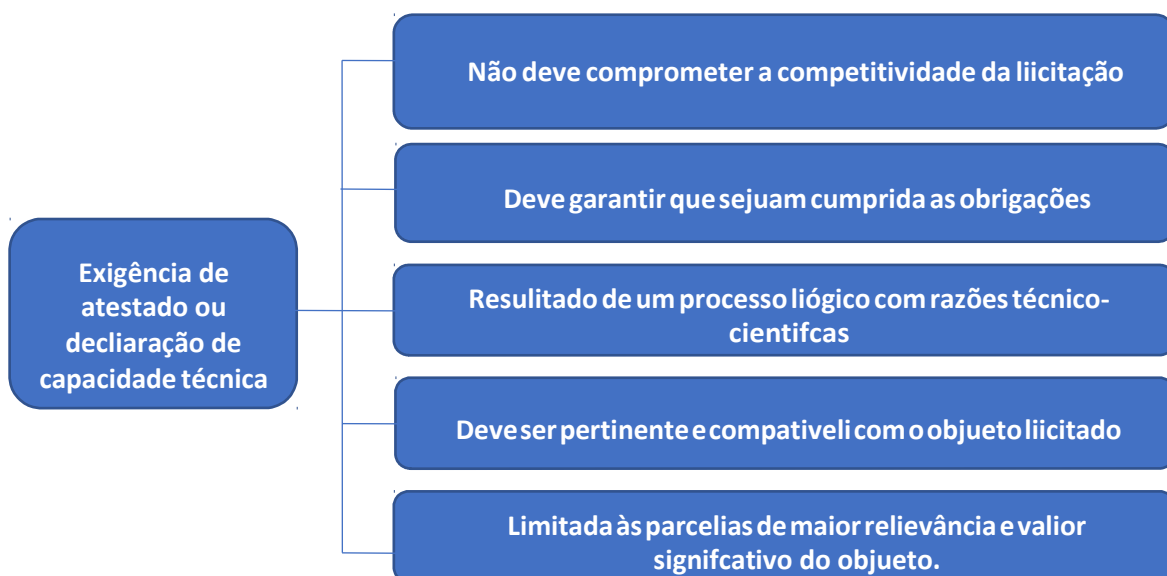 Não deve comprometer a competitividade da liicitação
Deve garantir que sejuam cumprida as obrigações
Exigência de
atestado ou
decliaração de
capacidade técnica
Resulitado de um processo liógico com razões técnico-
cientifcas
Deve ser pertinente e compativeli com o objueto liicitado
Limitada às parcelias de maior relievância e valior
signifcativo do objueto.